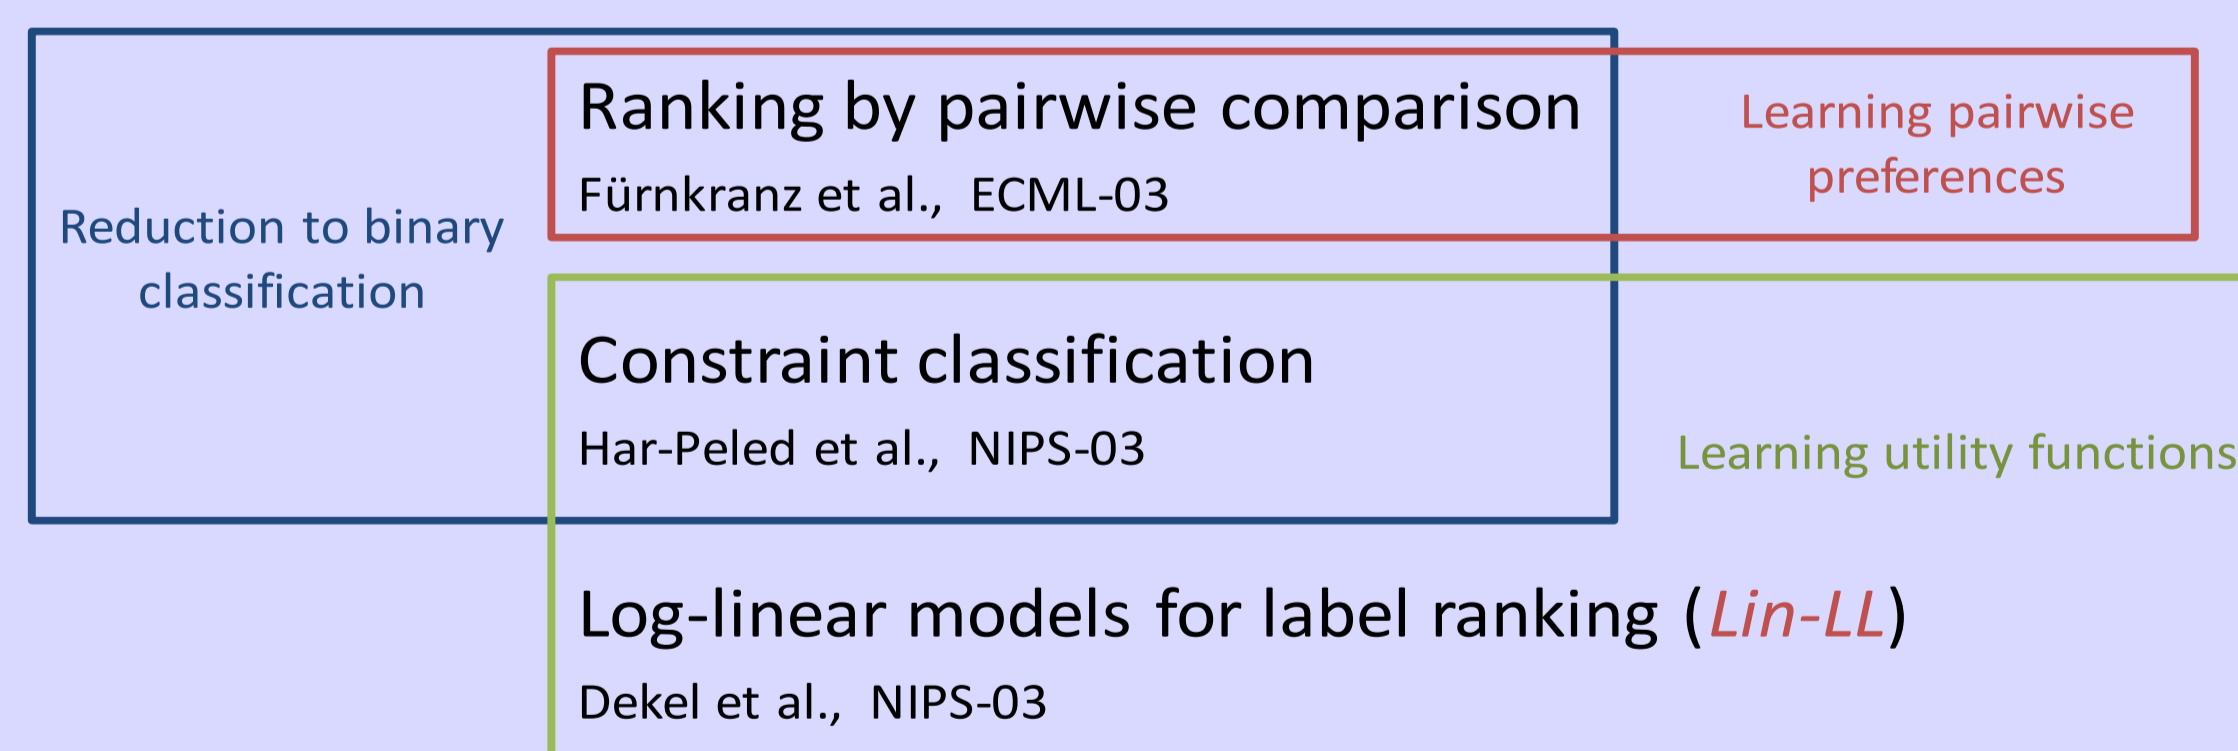 Ranking by pairwise comparison
Fürnkranz et al., ECML-03
Learning pairwise
preferences
Reduction to binary
classification
Constraint classification
Har-Peled et al., NIPS-03
Learning utility functions
Log-linear models for label ranking (Lin-LL)
Dekel et al., NIPS-03